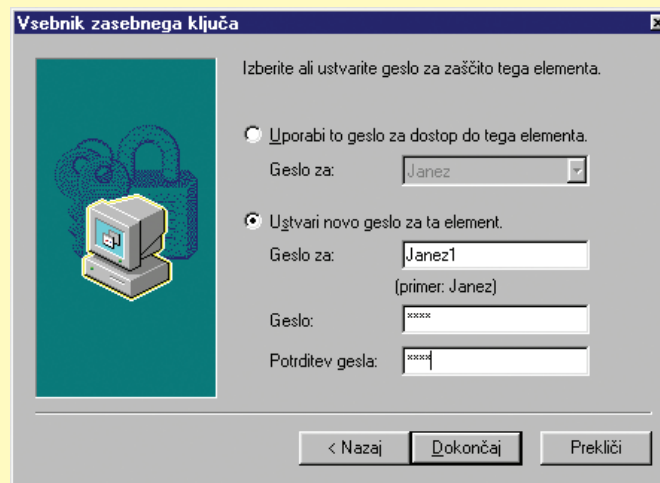 Vsebnik zasebnega ključa
Izberite ali ustvarite geslo za zaščito tega elementa.
Uporabi to geslo za dostop do tega elementa.
Geslo za: Janez
Ustvari novo geslo za ta element.
Geslo za: Janez1
(primer: Janez)
Geslo: ****
Potrditev gesla: ****
< Nazaj Dokončaj Prekliči